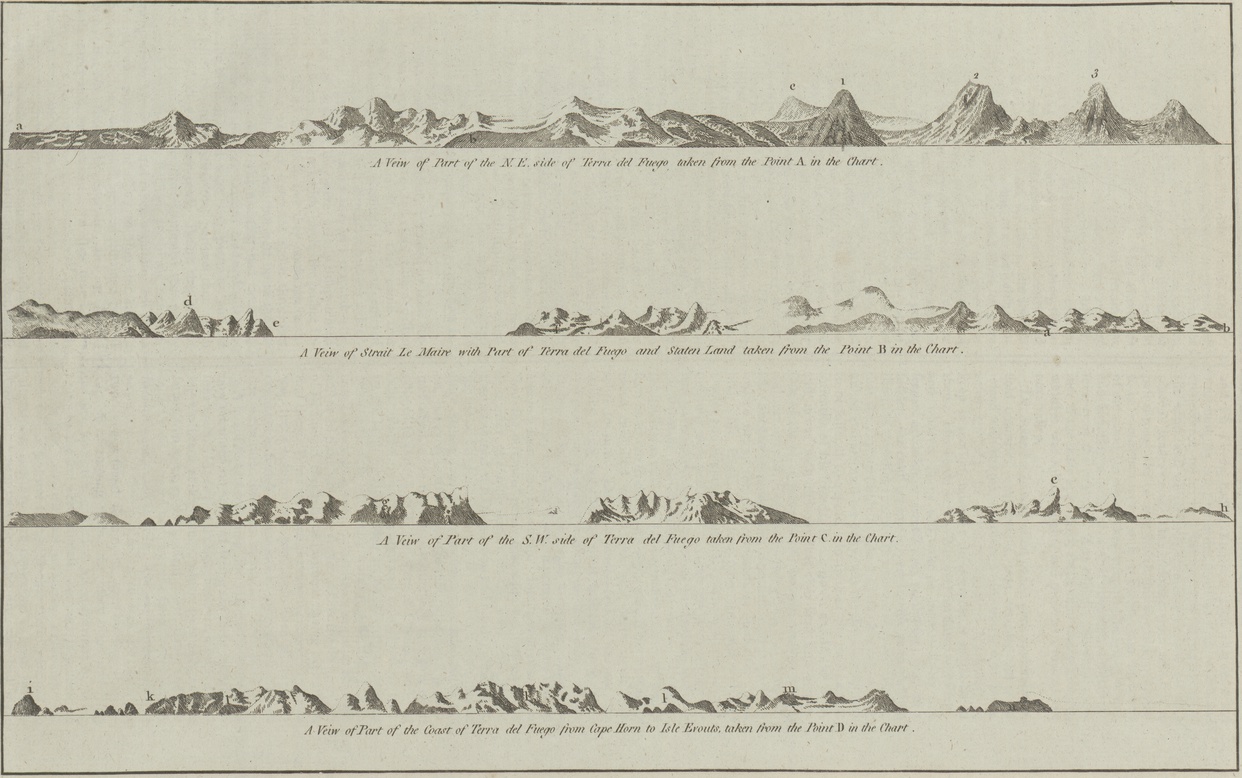 1 2 3
a b c
A Veiw of Part of the N.E. side of Terra del Fuego taken from the Point A in the Chart.
d e a b
A Veiw of Strait Le Maire with Part of Terra del Fuego and Staten Land taken from the Point B in the Chart.
g e h
A Veiw of Part of the S.W. side of Terra del Fuego taken from the Point C in the Chart.
i k l l m
A Veiw of Part of the Coast of Terra del Fuego from Cape Horn to Isle Evouts, taken from the Point D in the Chart.